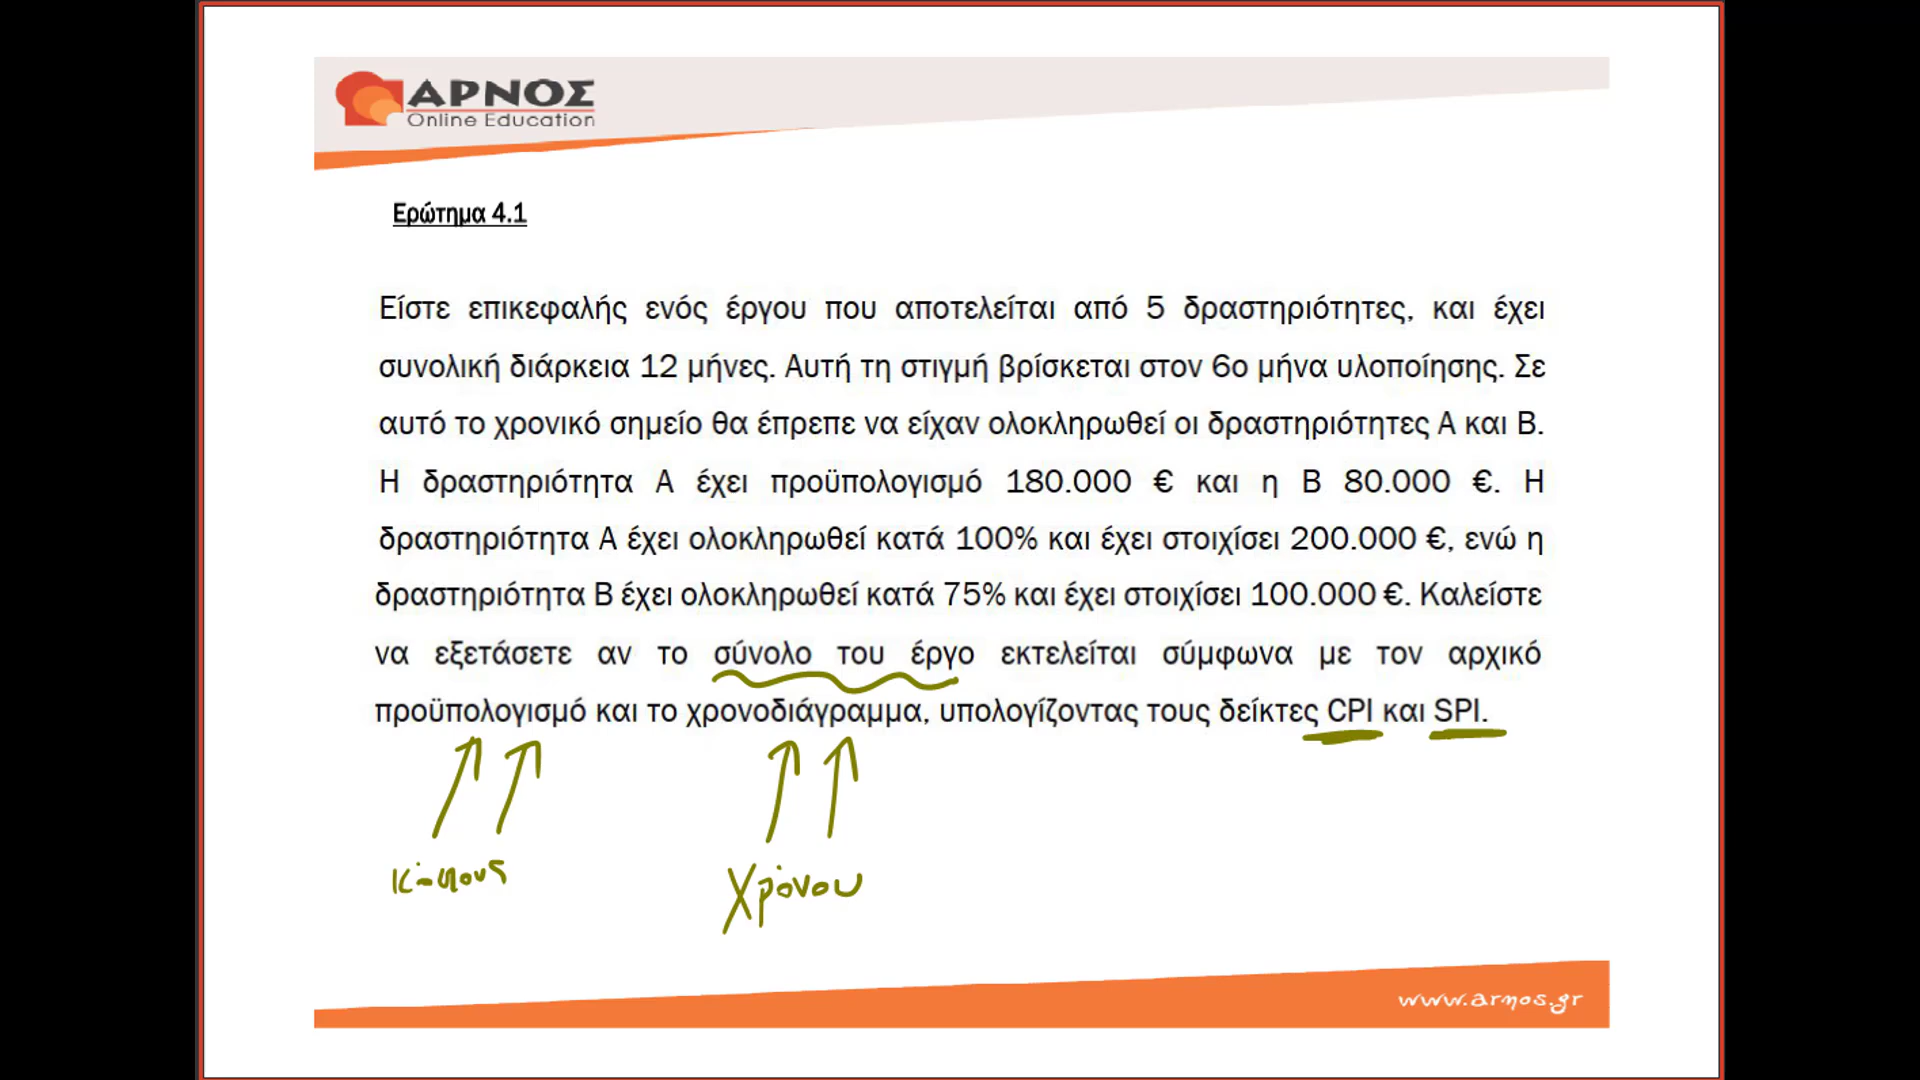 ΑΡΝΟΣ
Online Education
Ερώτημα 4.1
Είστε επικεφαλής ενός έργου που αποτελείται από 5 δραστηριότητες, και έχει
συνολική διάρκεια 12 μήνες. Αυτή τη στιγμή βρίσκεται στον 6ο μήνα υλοποίησης. Σε
αυτό το χρονικό σημείο θα έπρεπε να είχαν ολοκληρωθεί οι δραστηριότητες Α και Β.
Η δραστηριότητα Α έχει προϋπολογισμό 180.000 € και η Β 80.000 €. Η
δραστηριότητα Α έχει ολοκληρωθεί κατά 100% και έχει στοιχίσει 200.000 €, ενώ η
δραστηριότητα Β έχει ολοκληρωθεί κατά 75% και έχει στοιχίσει 100.000 €. Καλείστε
να εξετάσετε αν το σύνολο του έργο εκτελείται σύμφωνα με τον αρχικό
προϋπολογισμό και το χρονοδιάγραμμα, υπολογίζοντας τους δείκτες CPI και SPI.
Χρόνου
www.arnos.gr